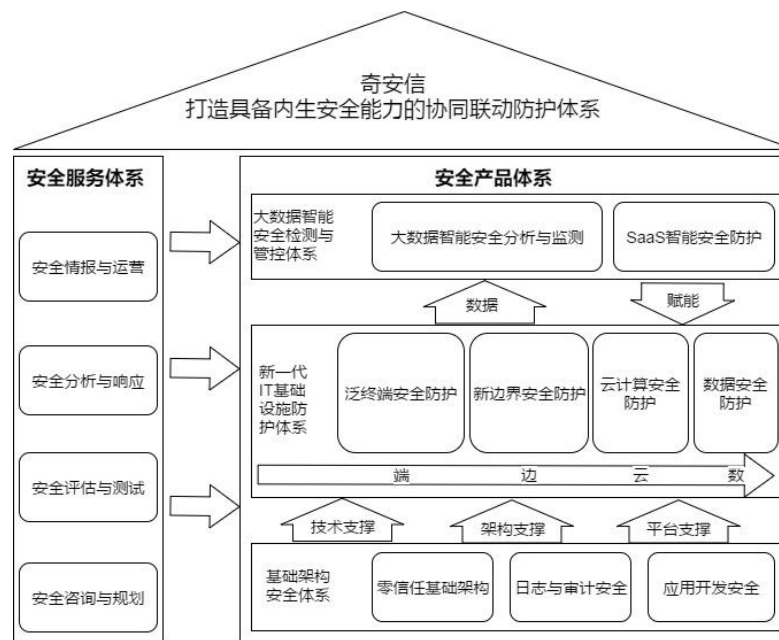 奇安信
打造具备内生安全能力的协同联动防护体系
安全服务体系
安全情报与运营
安全分析与响应
安全评估与测试
安全咨询与规划
安全产品体系
大数据智能
安全检测与
管控体系
大数据智能安全分析与监测
SaaS智能安全防护
数据
赋能
新一代
IT基础
设施防
护体系
泛终端安全防护
新边界安全防护
云计算安全
防护
数据安全
防护
端 边 云 数
技术支撑
架构支撑
平台支撑
基础架构
安全体系
零信任基础架构
日志与审计安全
应用开发安全